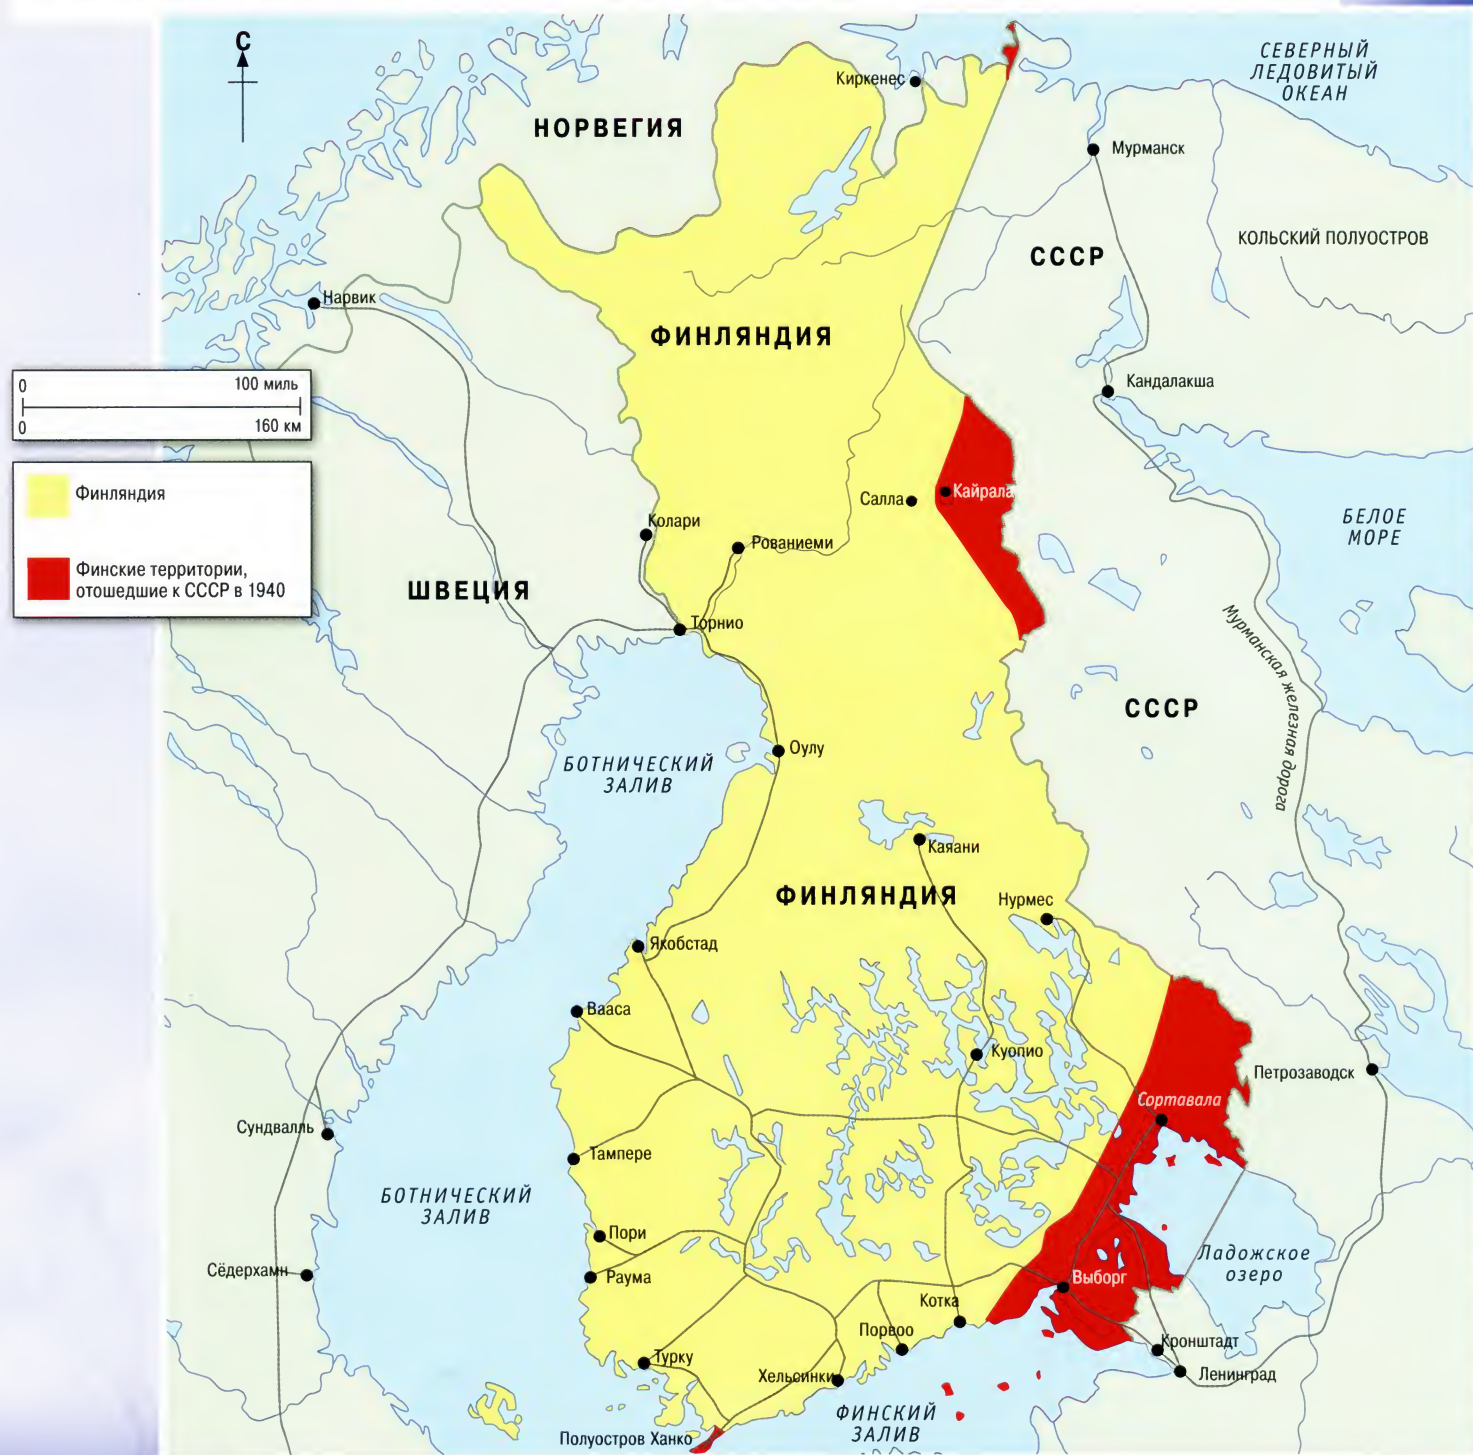 С
СЕВЕРНЫЙ
ЛЕДОВИТЫЙ
ОКЕАН
Киркенес
НОРВЕГИЯ
Мурманск
КОЛЬСКИЙ ПОЛУОСТРОВ
СССР
Нарвик
ФИНЛЯНДИЯ
0 100 миль
0 160 км
Кандалакша
Финляндия
Финские территории,
отошедшие к СССР в 1940
Салла
Кайрала
БЕЛОЕ
МОРЕ
Колари
Рованиеми
ШВЕЦИЯ
Торнио
Мурманская железная дорога
СССР
Оулу
БОТНИЧЕСКИЙ
ЗАЛИВ
Каяани
ФИНЛЯНДИЯ
Нурмес
Якобстад
Вааса
Куопио
Петрозаводск
Сортавала
Сундвалль
Тампере
БОТНИЧЕСКИЙ
ЗАЛИВ
Пори
Ладожское
озеро
Сёдерхамн
Раума
Выборг
Котка
Порвоо
Кронштадт
Турку
Ленинград
Хельсинки
ФИНСКИЙ
ЗАЛИВ
Полуостров Ханко